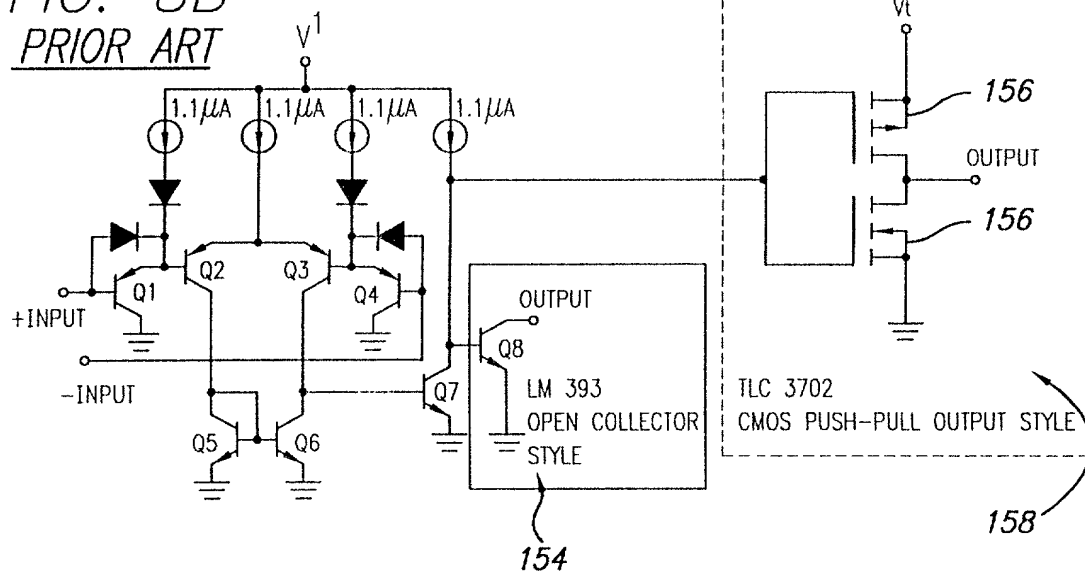 FIG. 8B
PRIOR ART
V1
Vt
1.1µA 1.1µA 1.1µA 1.1µA
156
OUTPUT
156
Q1 Q2 Q3 Q4
+INPUT
OUTPUT
Q8
-INPUT
Q5 Q6 Q7
LM 393
OPEN COLLECTOR
STYLE
TLC 3702
CMOS PUSH-PULL OUTPUT STYLE
154
158